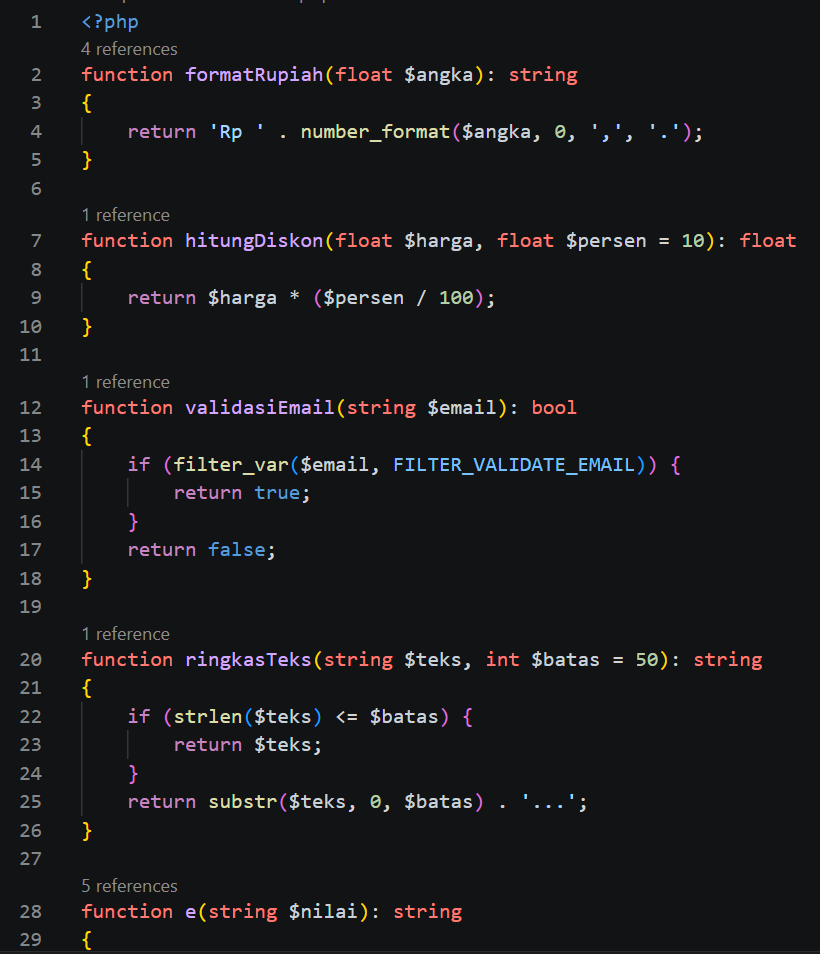 1 <?php
4 references
2 function formatRupiah(float $angka): string
3 {
4     return 'Rp ' . number_format($angka, 0, ',', '.');
5 }
6
1 reference
7 function hitungDiskon(float $harga, float $persen = 10): float
8 {
9     return $harga * ($persen / 100);
10 }
11
1 reference
12 function validasiEmail(string $email): bool
13 {
14     if (filter_var($email, FILTER_VALIDATE_EMAIL)) {
15         return true;
16     }
17     return false;
18 }
19
1 reference
20 function ringkasTeks(string $teks, int $batas = 50): string
21 {
22     if (strlen($teks) <= $batas) {
23         return $teks;
24     }
25     return substr($teks, 0, $batas) . '...';
26 }
27
5 references
28 function e(string $nilai): string
29 {